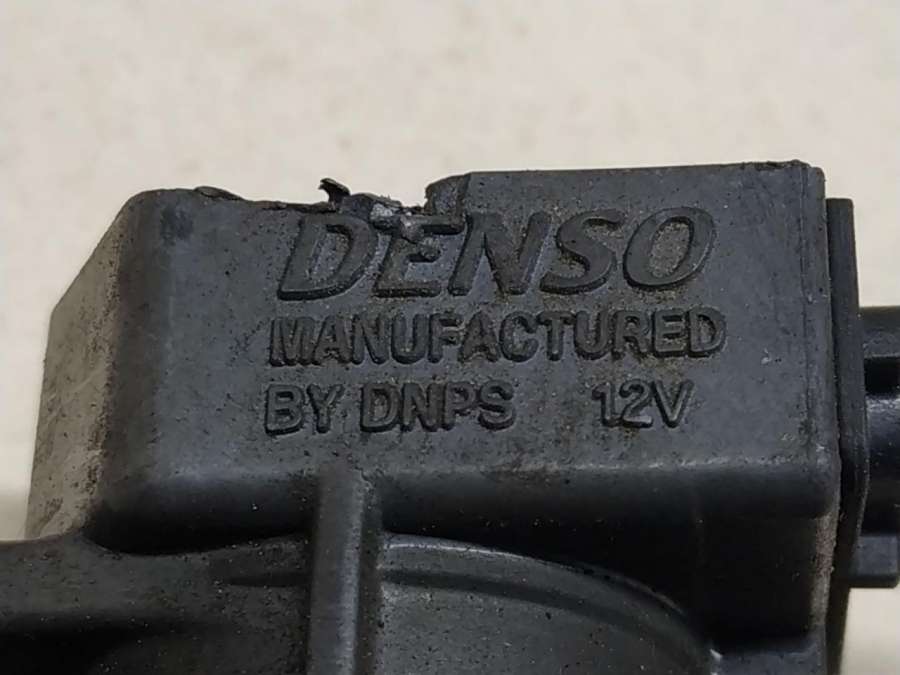 DENSO
MANUFACTURED
BY DNPS 12V